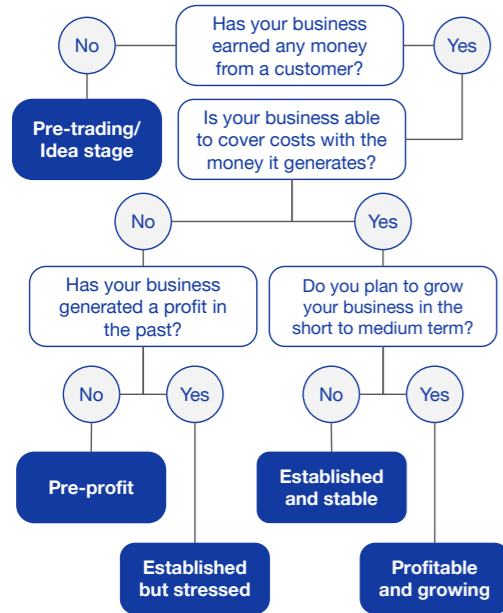 Has your business
earned any money
from a customer?
No
Yes
Pre-trading/
Idea stage
Is your business able
to cover costs with the
money it generates?
No
Yes
Has your business
generated a profit in
the past?
Do you plan to grow
your business in the
short to medium term?
No
Yes
No
Yes
Pre-profit
Established
and stable
Established
but stressed
Profitable
and growing